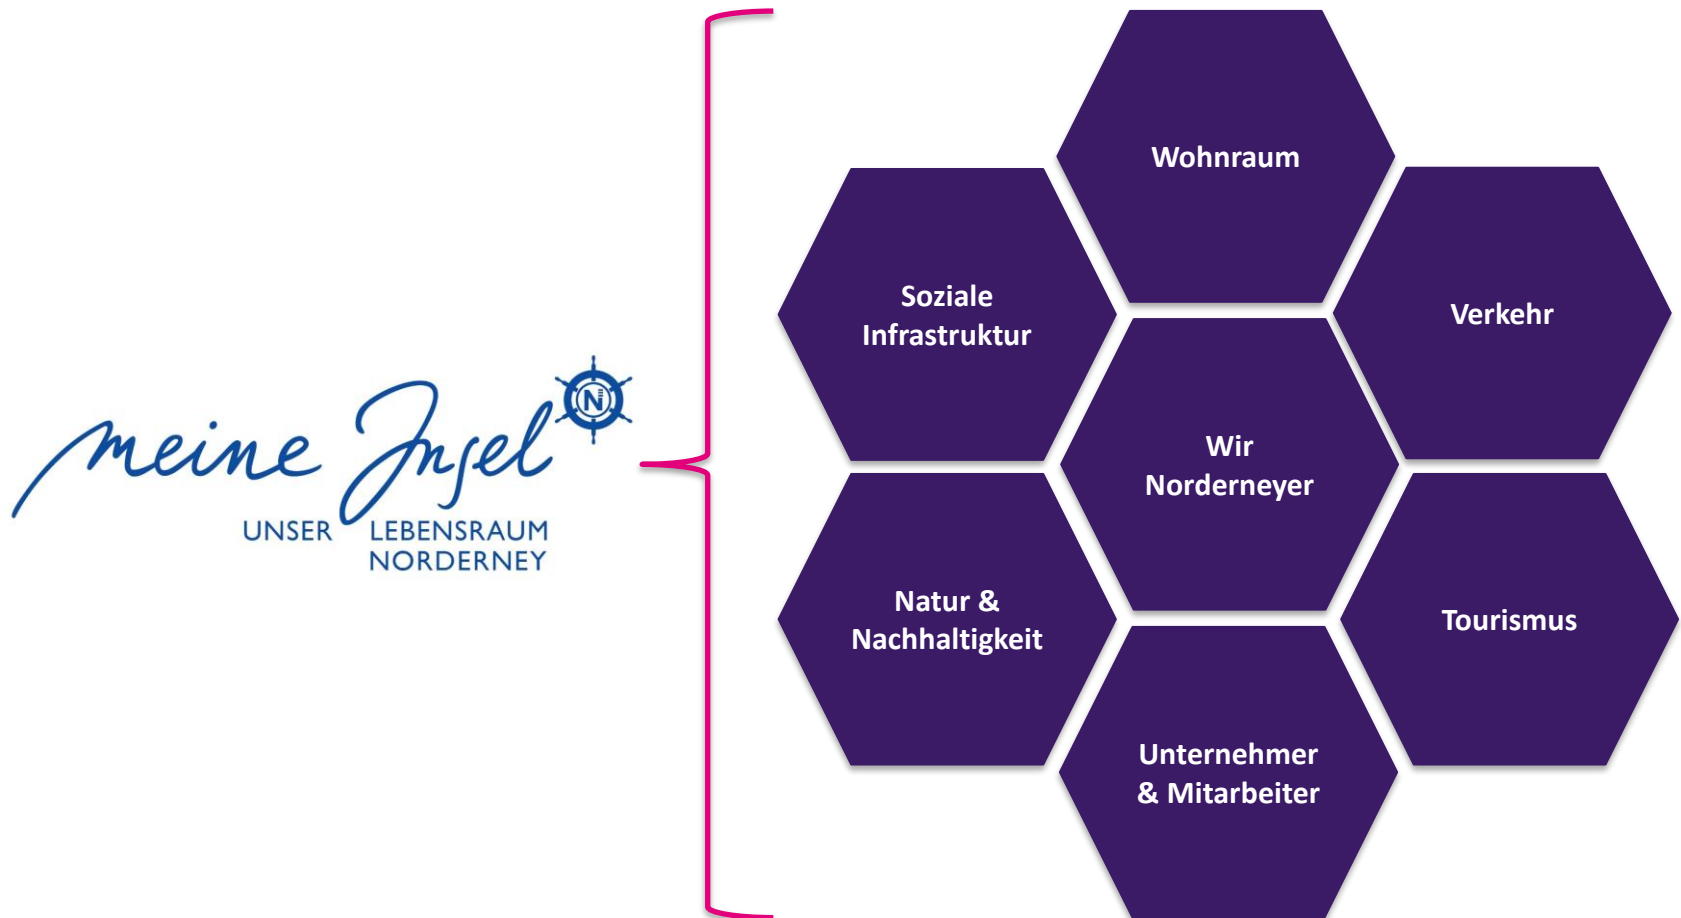 meine Insel
N
UNSER LEBENSRAUM
NORDERNEY
Wohnraum
Soziale
Infrastruktur
Verkehr
Wir
Norderneyer
Natur &
Nachhaltigkeit
Tourismus
Unternehmer
& Mitarbeiter